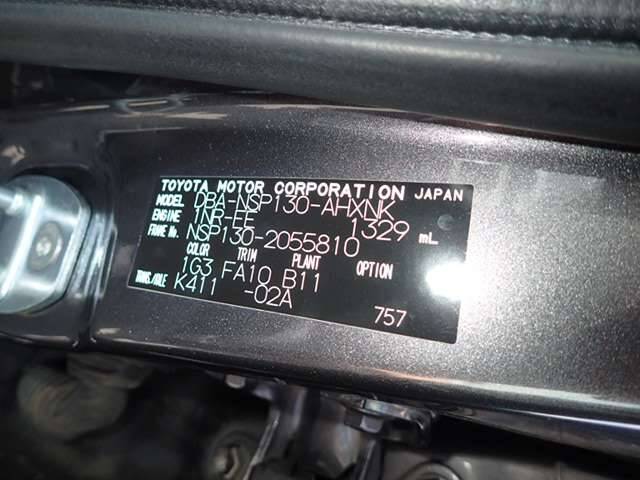 TOYOTA MOTOR CORPORATION JAPAN
MODEL DBA-NSP130-AHXNK
ENGINE 1NR-FE 1329 mL
FRAME No. NSP130-2055810
COLOR TRIM PLANT OPTION
1G3 FA10 B11
TRANS./AXLE K411 -02A
757